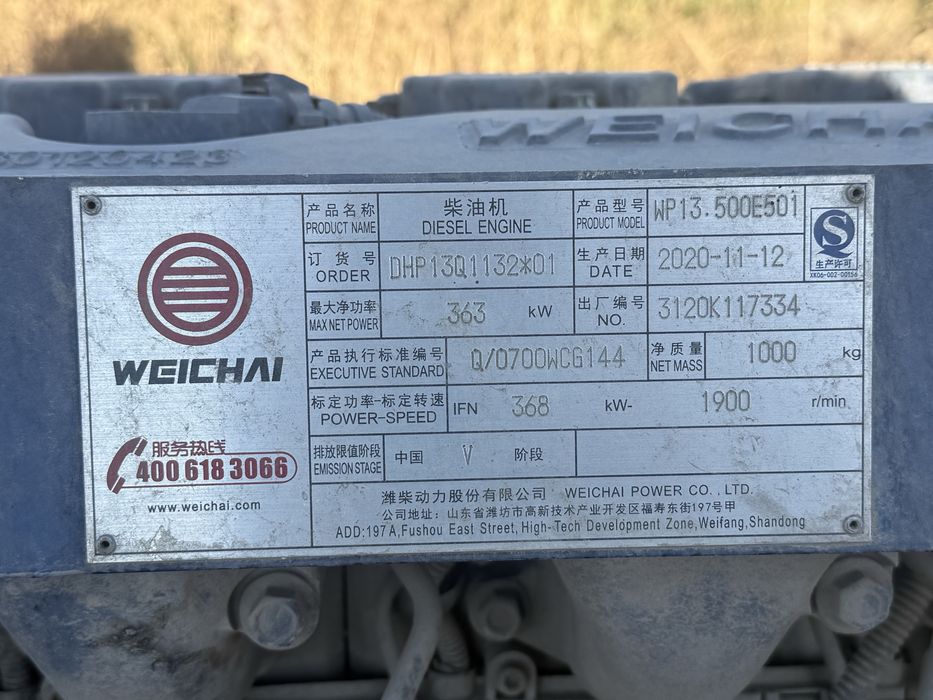 WEICHAI
产品名称 柴油机 产品型号 WP13.500E501
PRODUCT NAME DIESEL ENGINE PRODUCT MODEL
订货号 DHP13Q1132*01 生产日期 2020-11-12
ORDER DATE
生产许可
XK06-002-00156
最大净功率 363 kW 出厂编号 3120K117334
MAX NET POWER NO.
WEICHAI
产品执行标准编号 Q/0700WCG144 净质量 1000 kg
EXECUTIVE STANDARD NET MASS
标定功率-标定转速 IFN 368 kW- 1900 r/min
POWER-SPEED
排放限值阶段 中国 V 阶段
EMISSION STAGE
服务热线
400 618 3066
www.weichai.com
潍柴动力股份有限公司 WEICHAI POWER CO., LTD.
公司地址：山东省潍坊市高新技术产业开发区福寿东街197号甲
ADD:197 A,Fushou East Street, High-Tech Development Zone,Weifang,Shandong